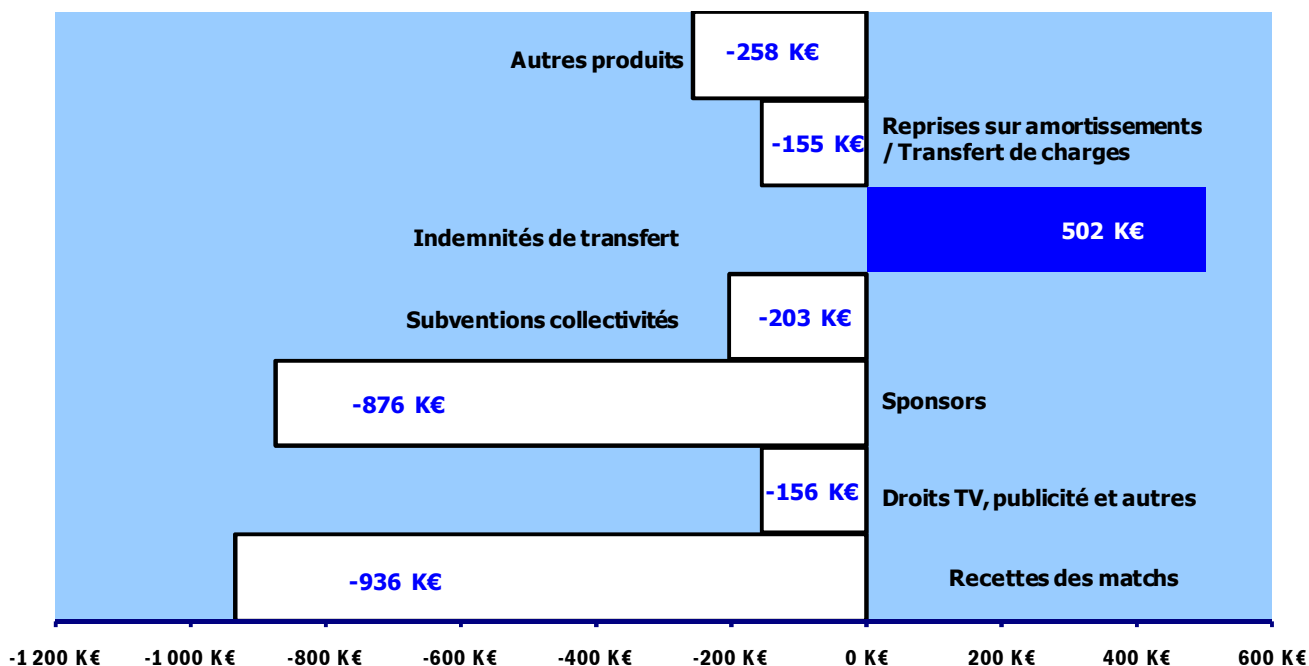 Autres produits
-258 K€
-155 K€
Reprises sur amortissements
/ Transfert de charges
Indemnités de transfert
502 K€
Subventions collectivités
-203 K€
-876 K€
Sponsors
-156 K€
Droits TV, publicité et autres
-936 K€
Recettes des matchs
-1 200 K€ -1 000 K€ -800 K€ -600 K€ -400 K€ -200 K€ 0 K€ 200 K€ 400 K€ 600 K€